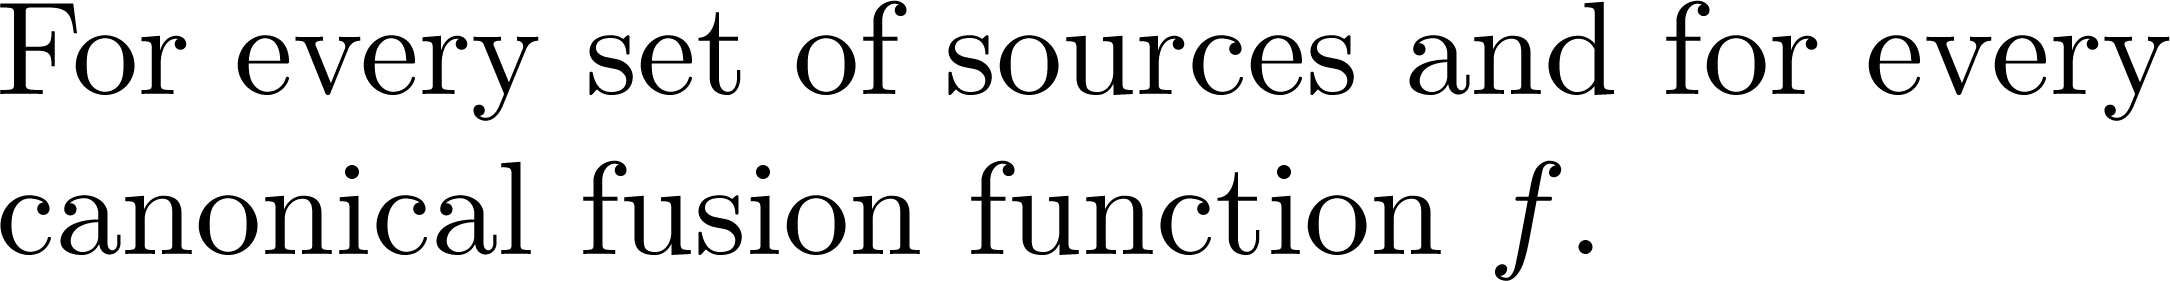 For every set of sources and for every
canonical fusion function f.